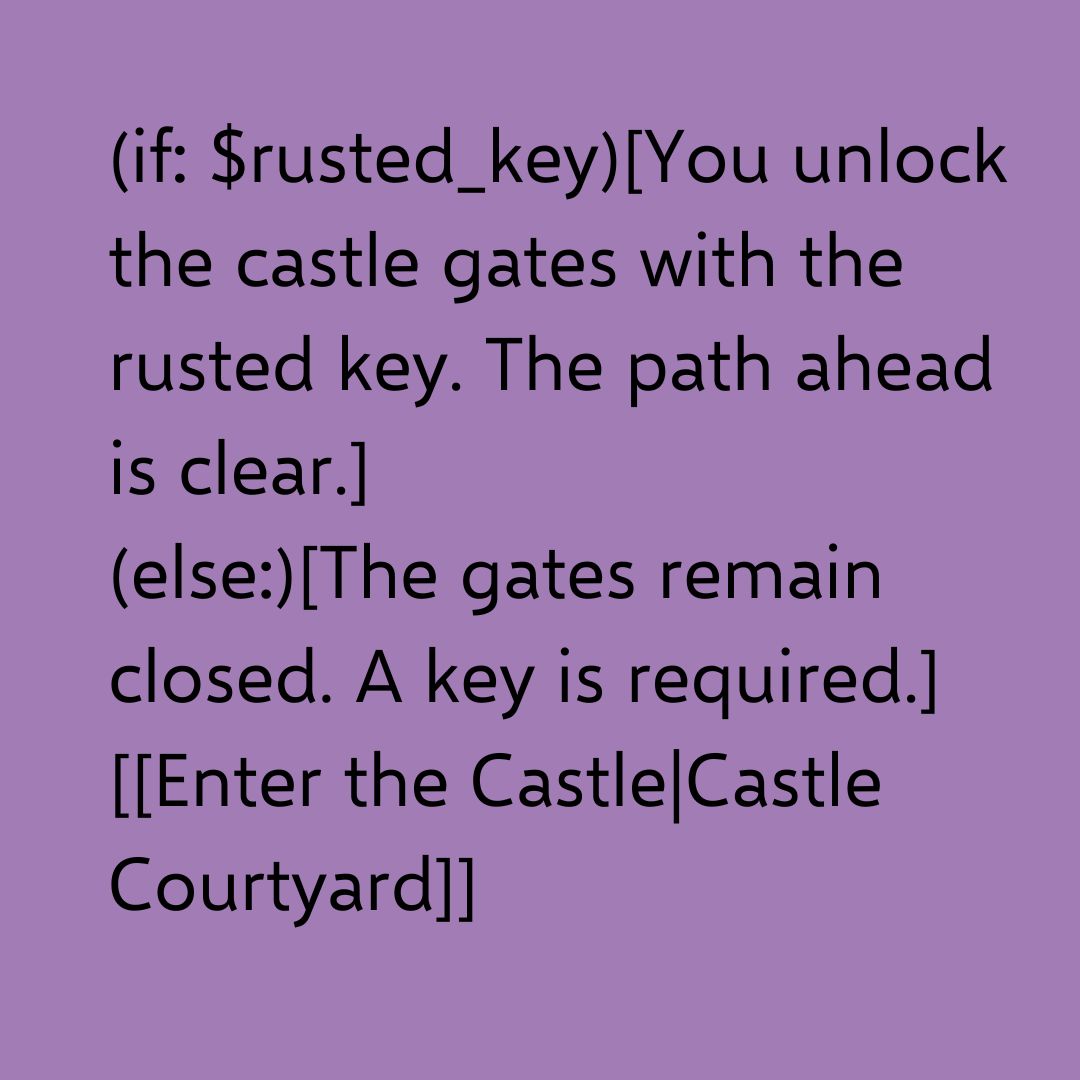 (if: $rusted_key)[You unlock
the castle gates with the
rusted key. The path ahead
is clear.]
(else:)[The gates remain
closed. A key is required.]
[[Enter the Castle|Castle
Courtyard]]